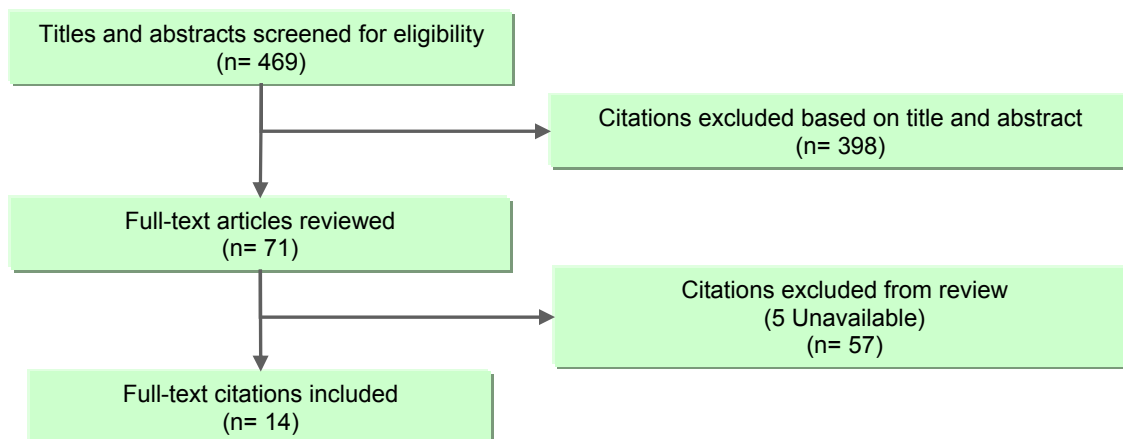 Titles and abstracts screened for eligibility
(n= 469)
Citations excluded based on title and abstract
(n= 398)
Full-text articles reviewed
(n= 71)
Citations excluded from review
(5 Unavailable)
(n= 57)
Full-text citations included
(n= 14)